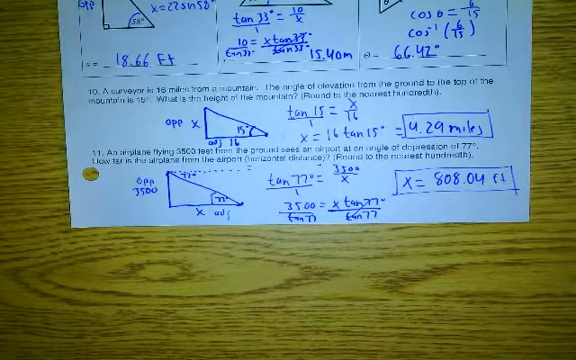 opp
58°
x = 22 sin 58°
x = 18.66 ft
tan 33° = 10/x
1
10 = x tan 33°
tan 33° tan 33°
15.40 m
cos θ = 6/15
cos⁻¹ (6/15)
θ = 66.42°
10. A surveyor is 16 miles from a mountain. The angle of elevation from the ground to the top of the
mountain is 15°. What is the height of the mountain? (Round to the nearest hundredth).
opp x
15°
adj 16
tan 15 = x
1 16
x = 16 tan 15° = 4.29 miles
11. An airplane flying 3500 feet from the ground sees an airport at an angle of depression of 77°.
How far is the airplane from the airport (horizontal distance)? (Round to the nearest hundredth).
opp
3500
77°
77°
x adj
tan 77° = 3500
1 x
3500 = x tan 77°
tan 77 tan 77
x = 808.04 ft